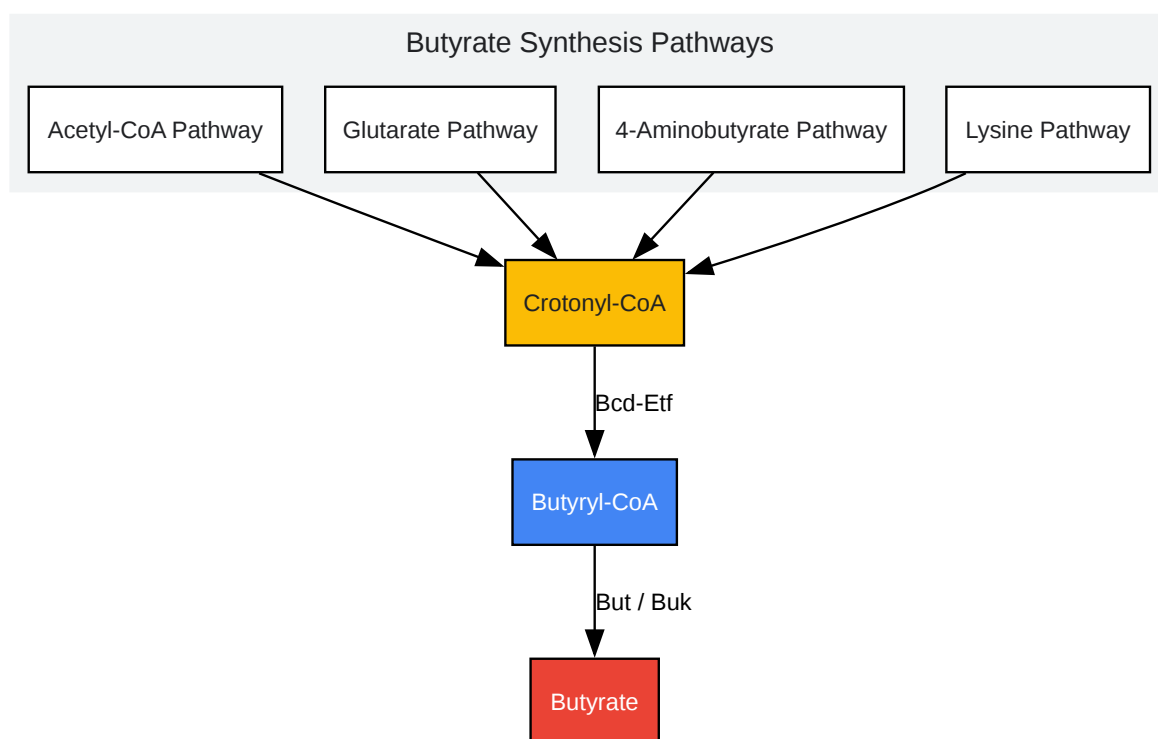 Butyrate Synthesis Pathways
Acetyl-CoA Pathway
Glutarate Pathway
4-Aminobutyrate Pathway
Lysine Pathway
Crotonyl-CoA
Bcd-Etf
Butyryl-CoA
But / Buk
Butyrate